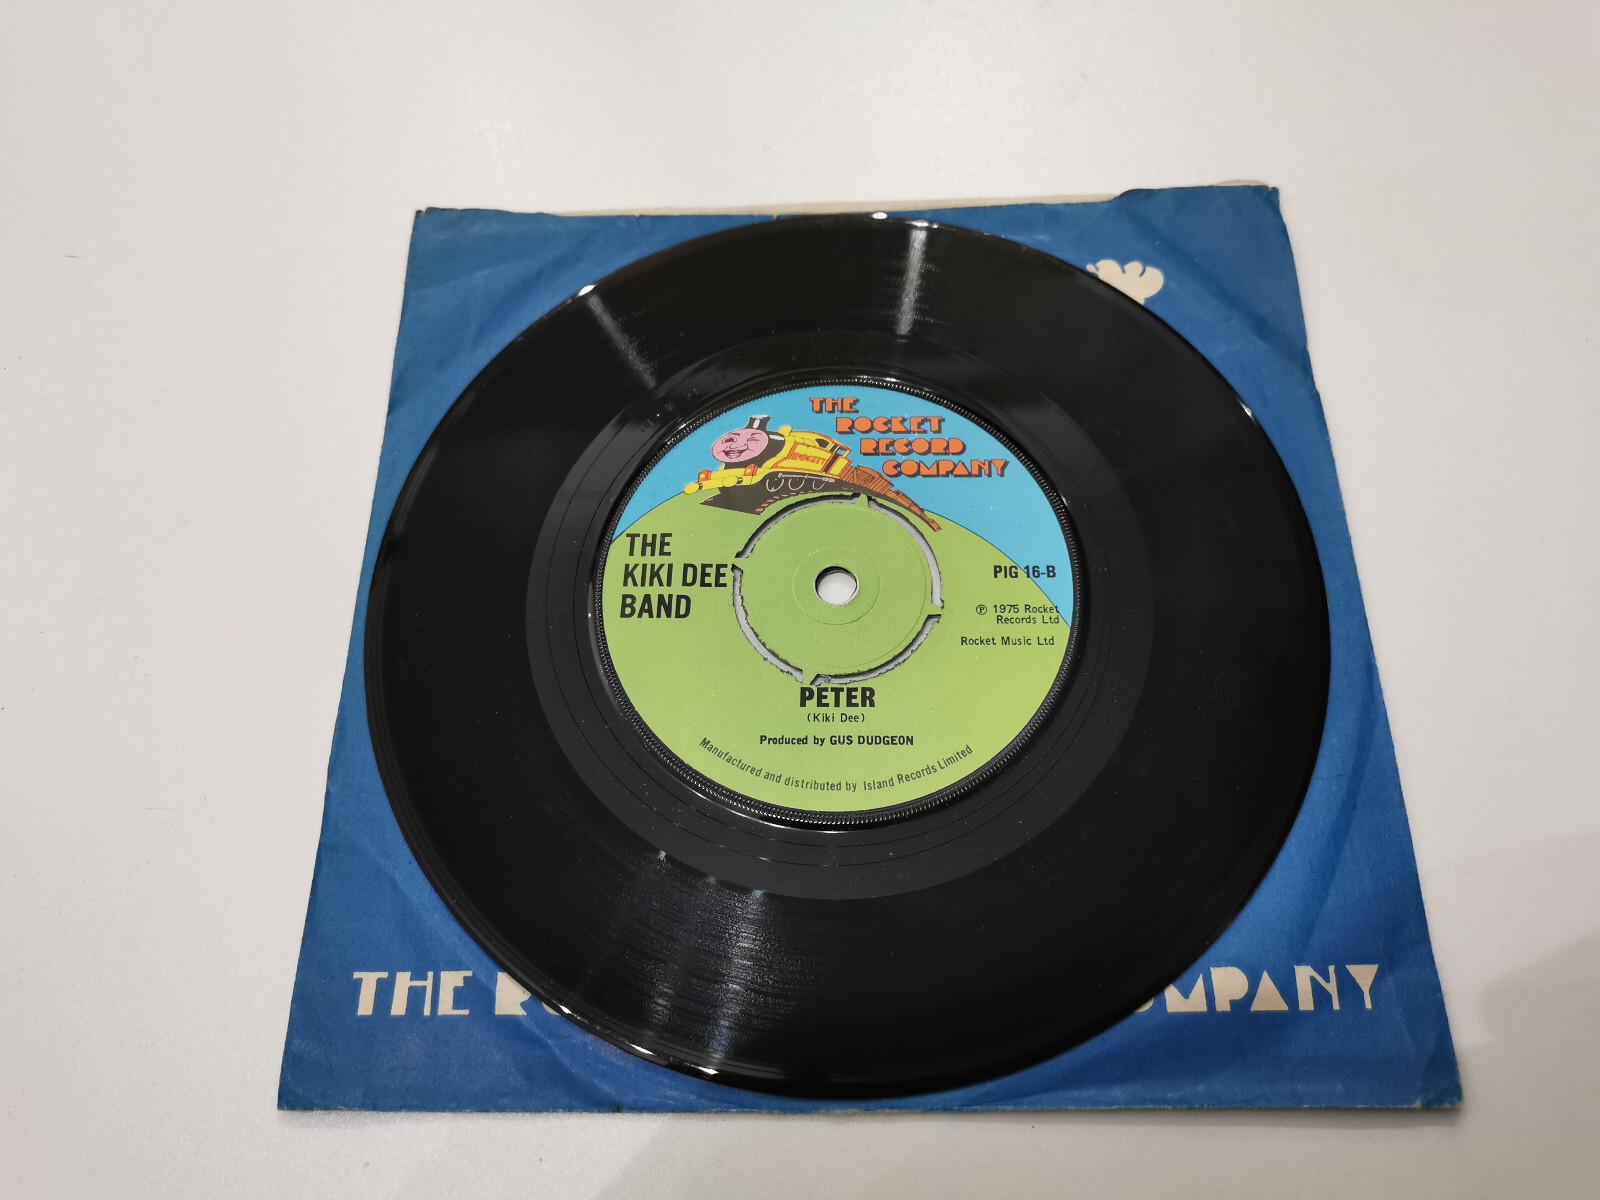 THE
ROCKET
RECORD
COMPANY
ROCKET
THE
KIKI DEE
BAND
PIG 16-B
℗ 1975 Rocket
Records Ltd
Rocket Music Ltd
PETER
(Kiki Dee)
Produced by GUS DUDGEON
Manufactured and distributed by Island Records Limited
THE